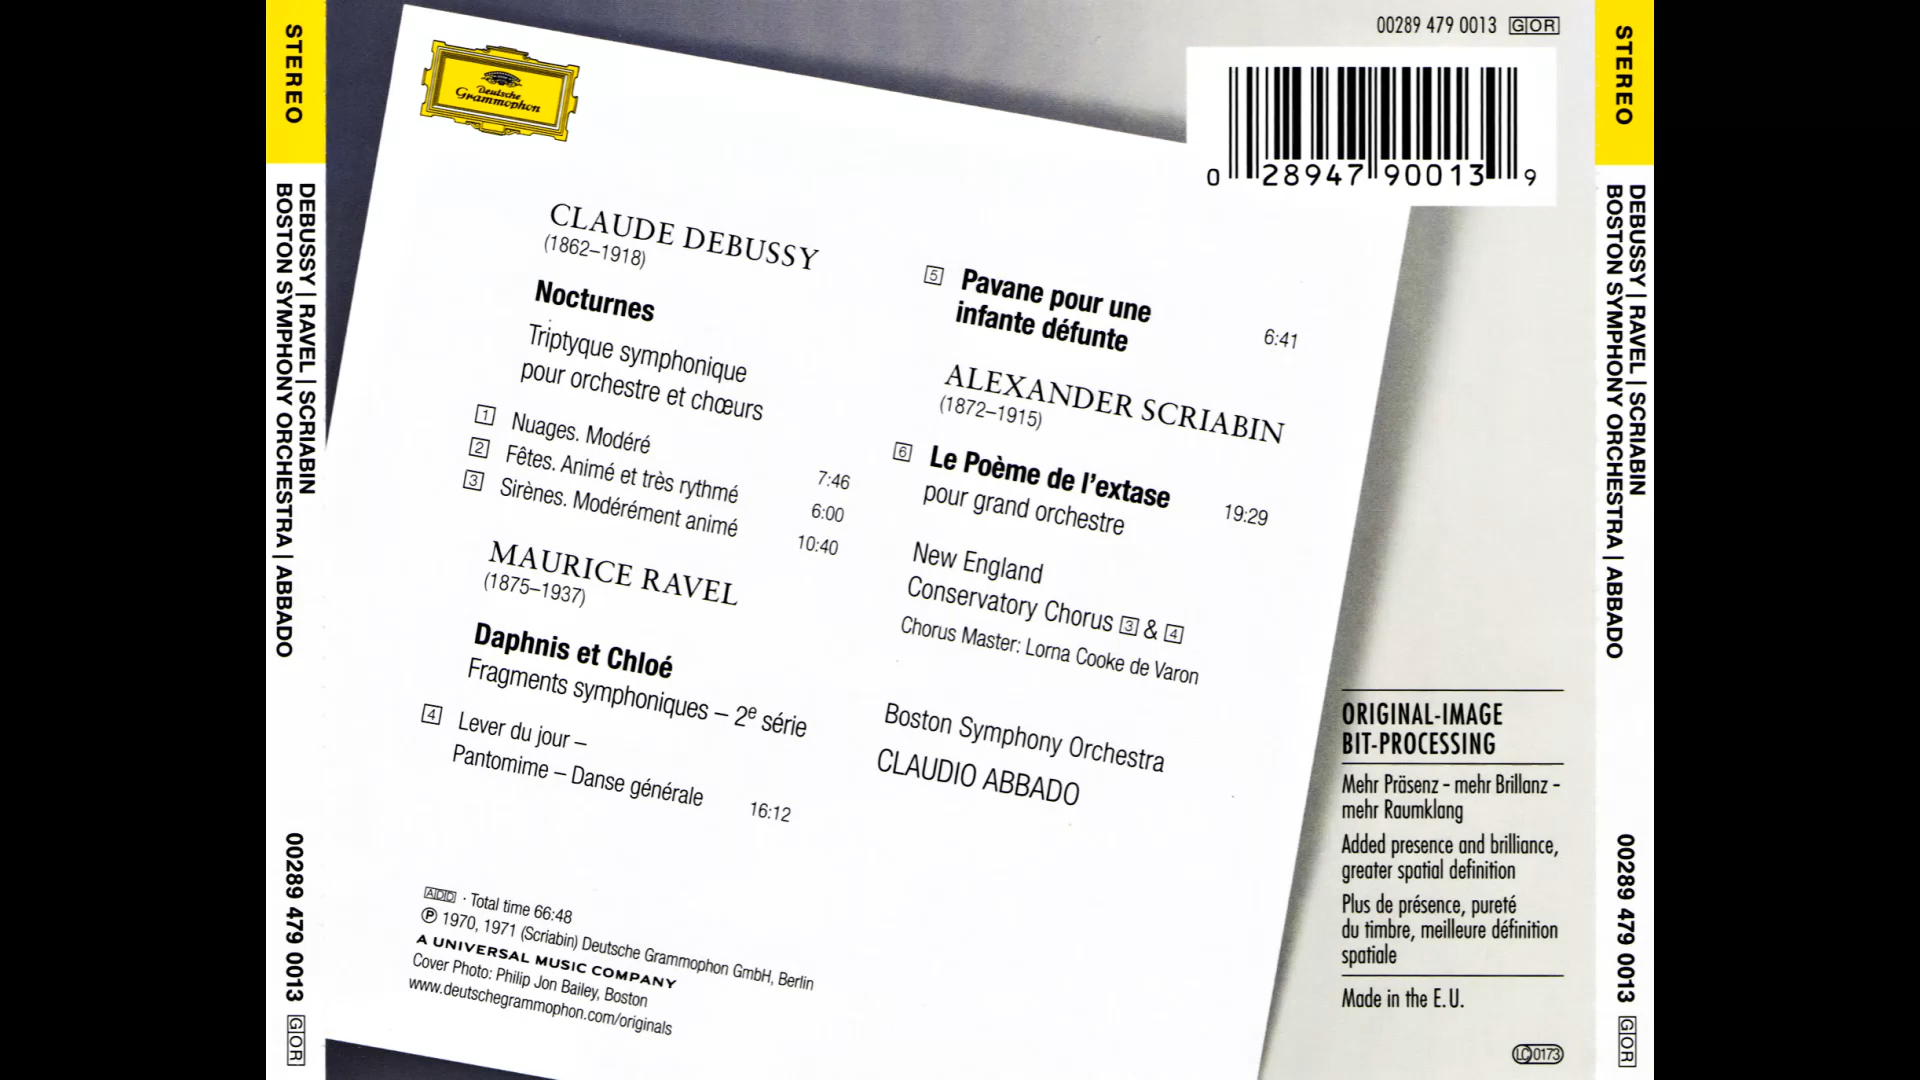 STEREO
DEBUSSY | RAVEL | SCRIABIN
BOSTON SYMPHONY ORCHESTRA | ABBADO
00289 479 0013 GOR
Deutsche
Grammophon
CLAUDE DEBUSSY
(1862–1918)
Nocturnes
Triptyque symphonique
pour orchestre et chœurs
1 Nuages. Modéré 7:46
2 Fêtes. Animé et très rythmé 6:00
3 Sirènes. Modérément animé 10:40
MAURICE RAVEL
(1875–1937)
Daphnis et Chloé
Fragments symphoniques – 2e série
4 Lever du jour –
Pantomime – Danse générale 16:12
ADD · Total time 66:48
℗ 1970, 1971 (Scriabin) Deutsche Grammophon GmbH, Berlin
A UNIVERSAL MUSIC COMPANY
Cover Photo: Philip Jon Bailey, Boston
www.deutschegrammophon.com/originals
5 Pavane pour une
infante défunte 6:41
ALEXANDER SCRIABIN
(1872–1915)
6 Le Poème de l'extase 19:29
pour grand orchestre
New England
Conservatory Chorus 3 & 4
Chorus Master: Lorna Cooke de Varon
Boston Symphony Orchestra
CLAUDIO ABBADO
00289 479 0013 GOR
0 28947 90013 9
ORIGINAL-IMAGE
BIT-PROCESSING
Mehr Präsenz - mehr Brillanz -
mehr Raumklang
Added presence and brilliance,
greater spatial definition
Plus de présence, pureté
du timbre, meilleure définition
spatiale
Made in the E.U.
LC 0173
STEREO
DEBUSSY | RAVEL | SCRIABIN
BOSTON SYMPHONY ORCHESTRA | ABBADO
00289 479 0013 GOR